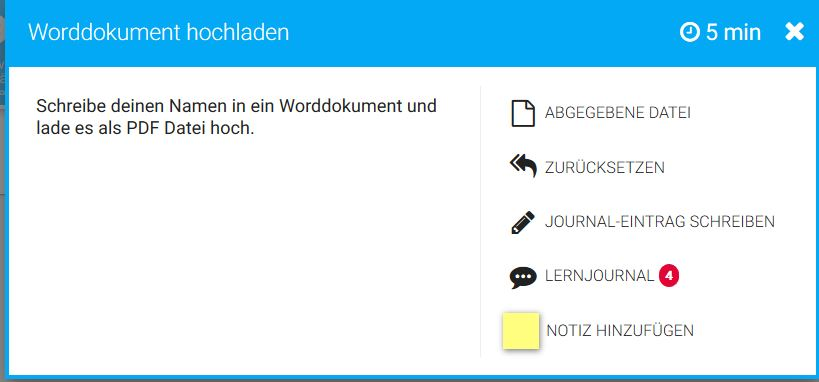 Worddokument hochladen
5 min
Schreibe deinen Namen in ein Worddokument und
lade es als PDF Datei hoch.
ABGEGEBENE DATEI
ZURÜCKSETZEN
JOURNAL-EINTRAG SCHREIBEN
LERNJOURNAL 4
NOTIZ HINZUFÜGEN